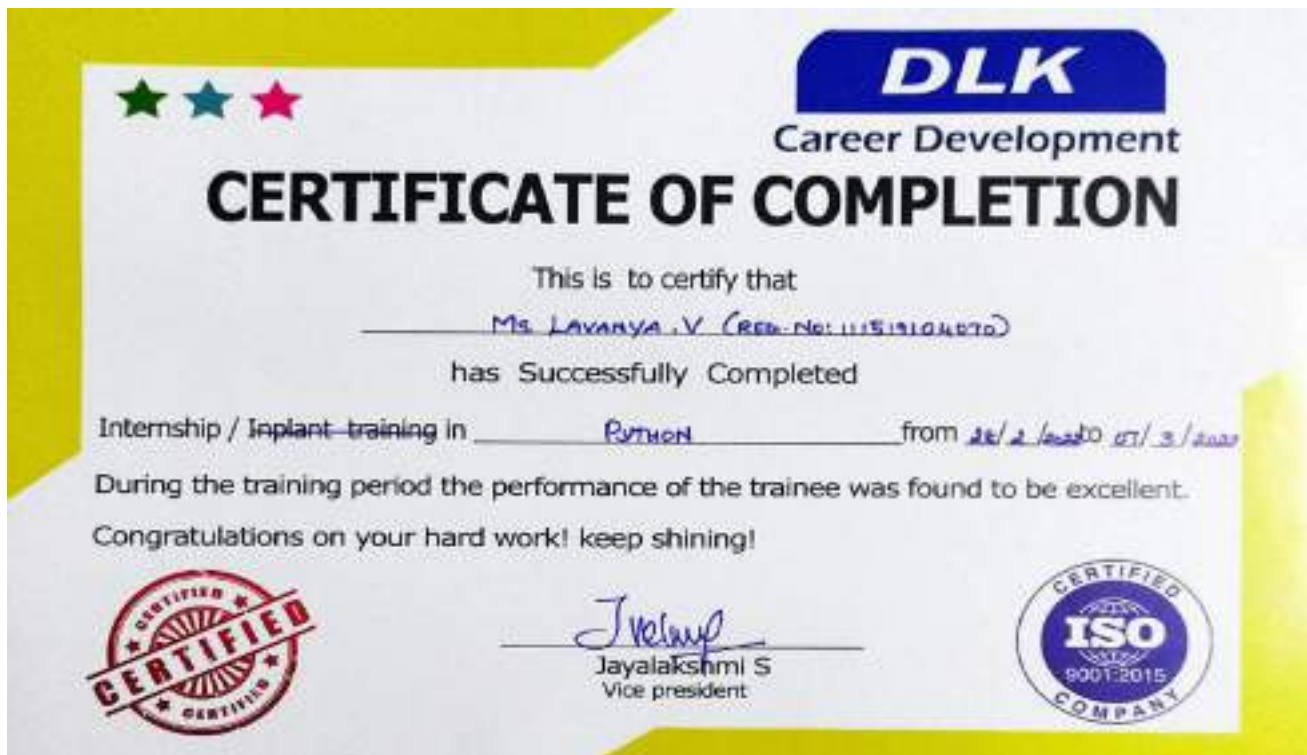 DLK
Career Development
CERTIFICATE OF COMPLETION
This is to certify that
Ms LAVANYA . V (REG. No: 111519104070)
has Successfully Completed
Internship / Inplant training in PYTHON from /2/ to 07/3/
During the training period the performance of the trainee was found to be excellent.
Congratulations on your hard work! keep shining!
CERTIFIED
CERTIFIED
CERTIFIED
Jayalakshmi S
Vice president
CERTIFIED
ISO
9001:2015
COMPANY